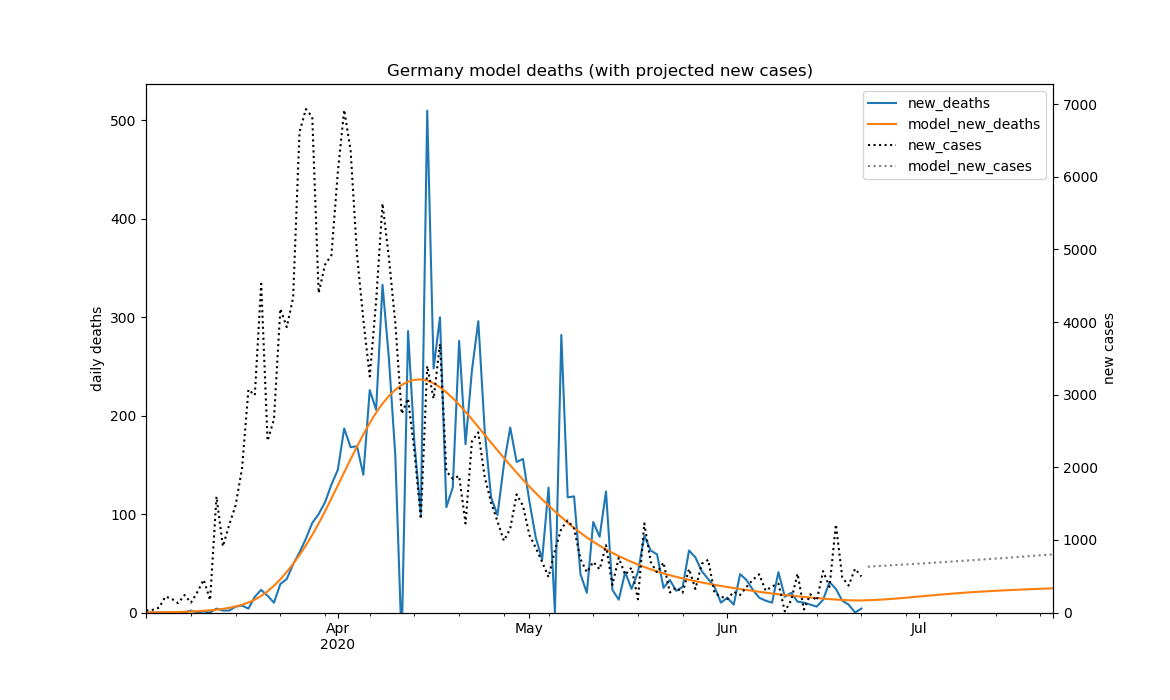 Germany model deaths (with projected new cases)
new_deaths
model_new_deaths
new_cases
model_new_cases
500
400
300
200
100
0
daily deaths
7000
6000
5000
4000
3000
2000
1000
0
new cases
Apr
2020
May
Jun
Jul